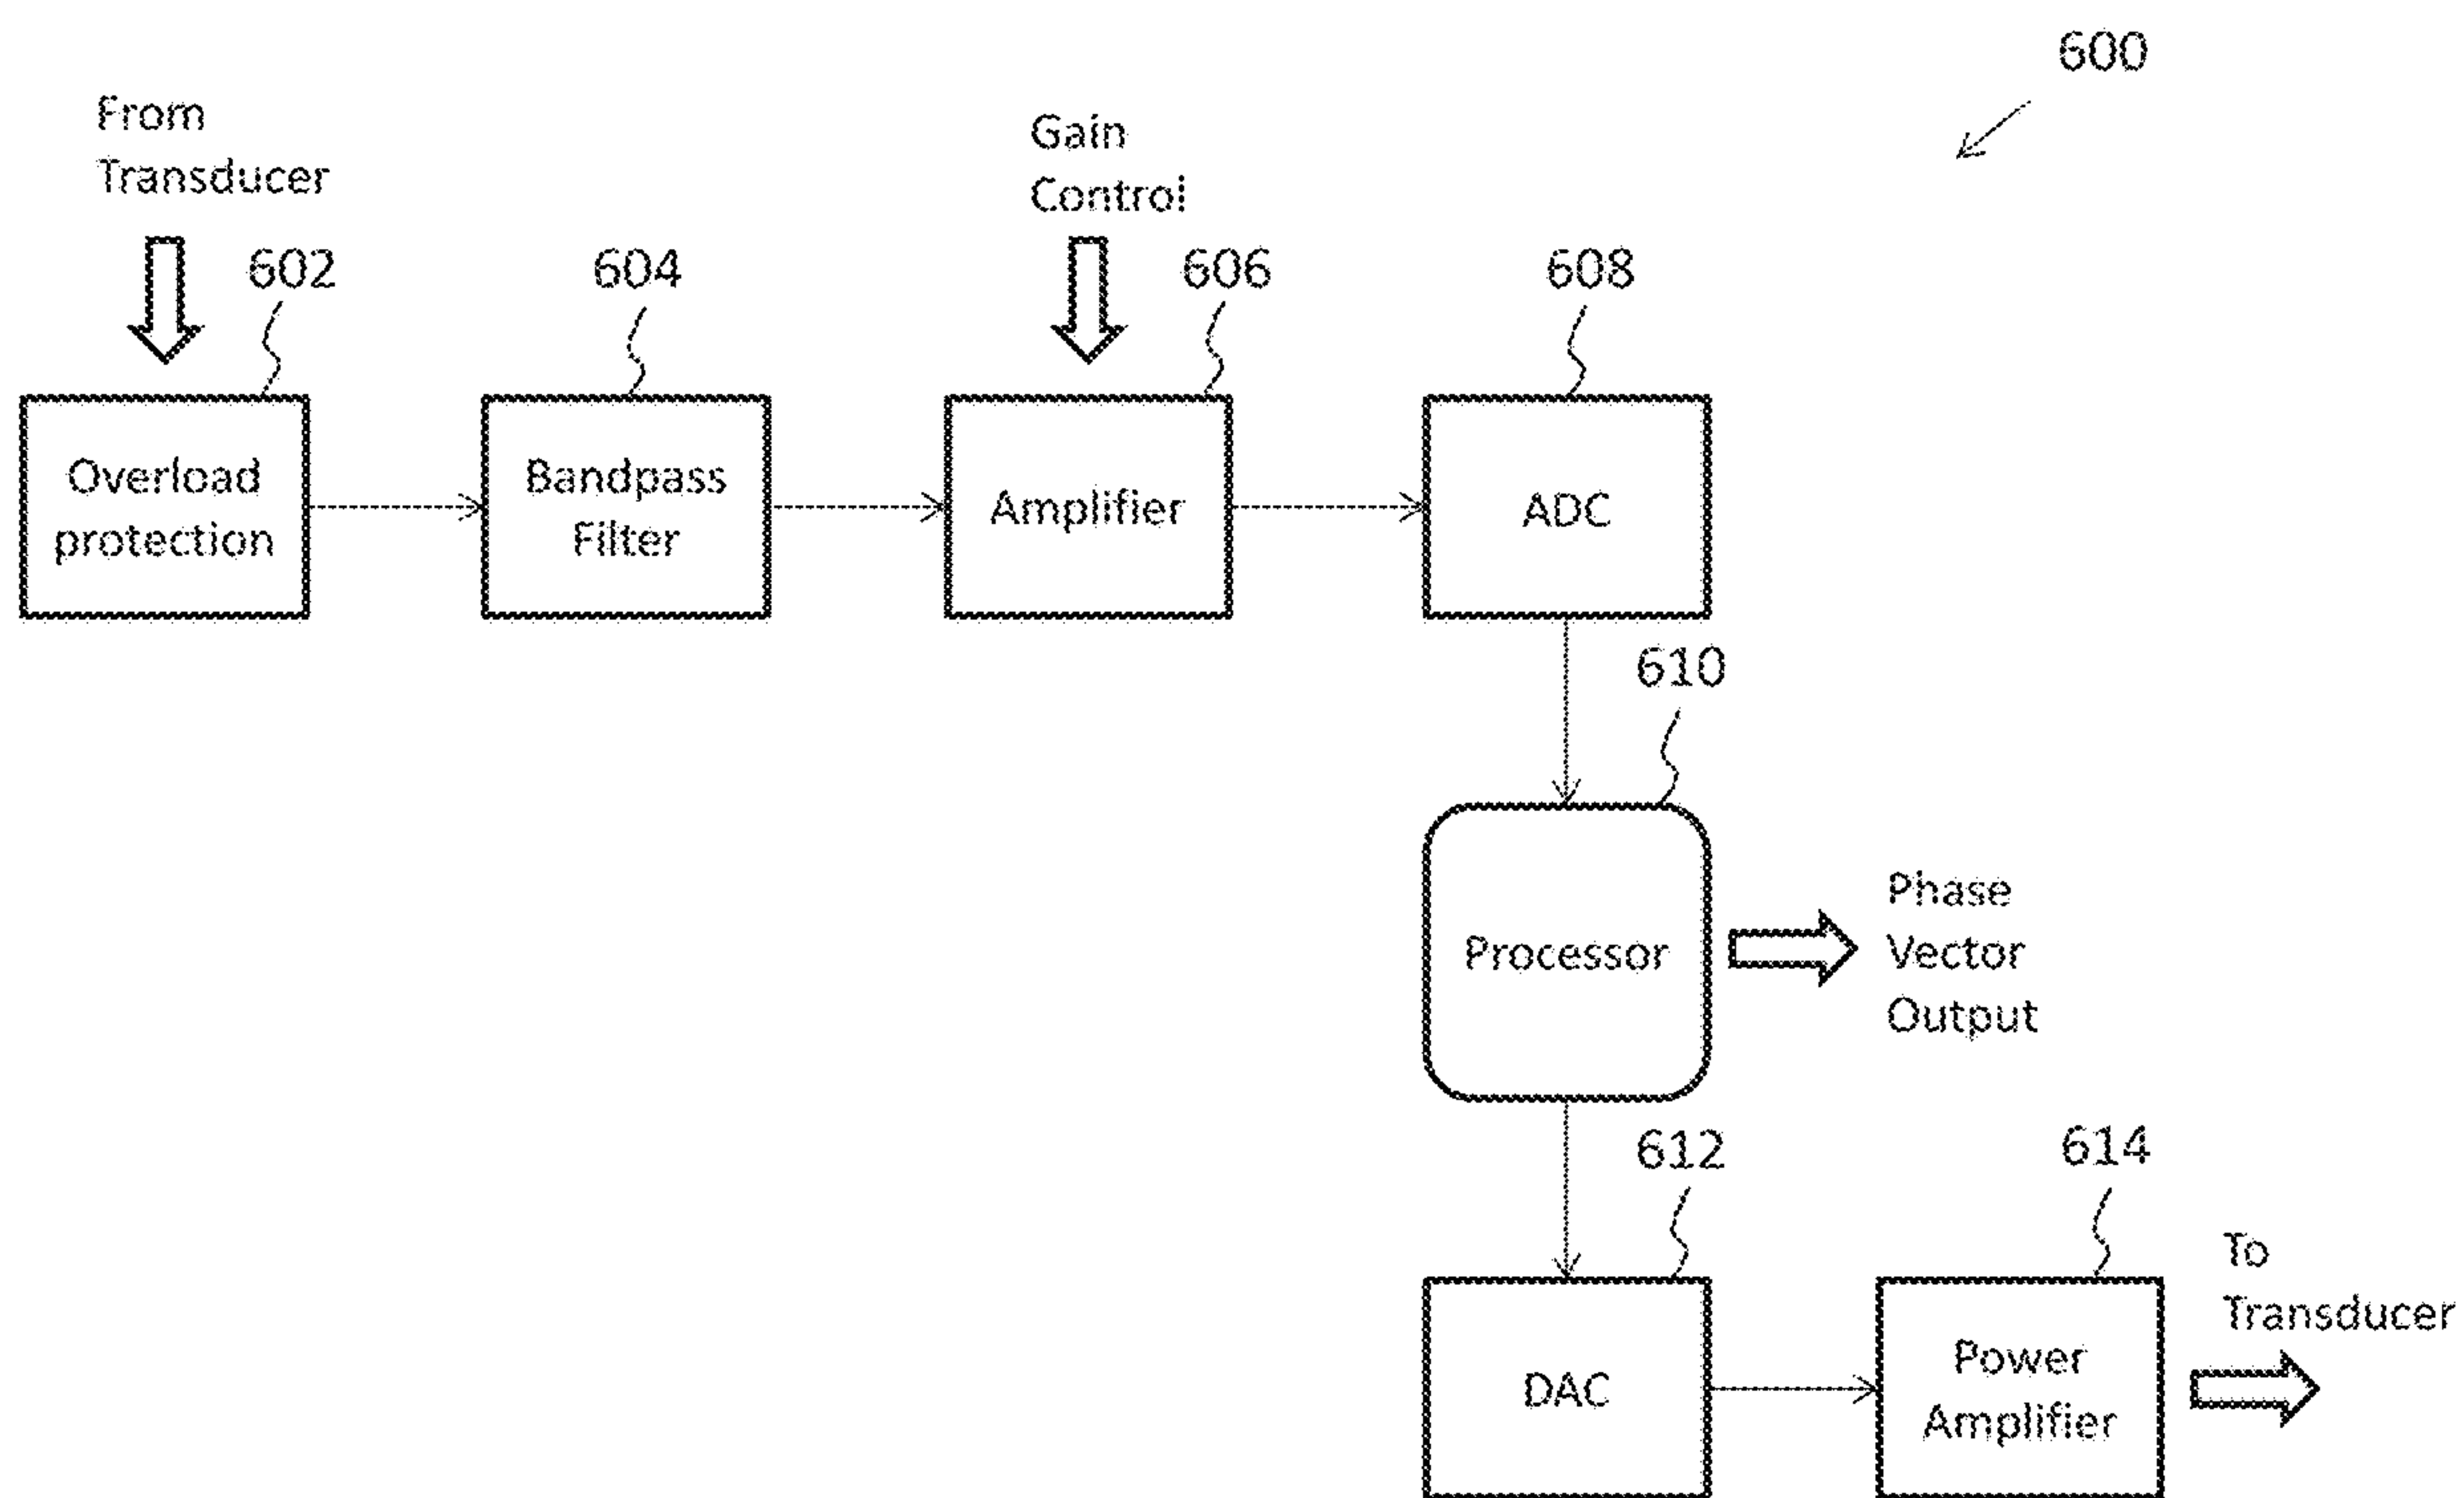 600
From
Transducer
Gain
Control
602
604
606
608
Overload
protection
Bandpass
Filter
Amplifier
ADC
610
Processor
Phase
Vector
Output
612
614
To
Transducer
DAC
Power
Amplifier